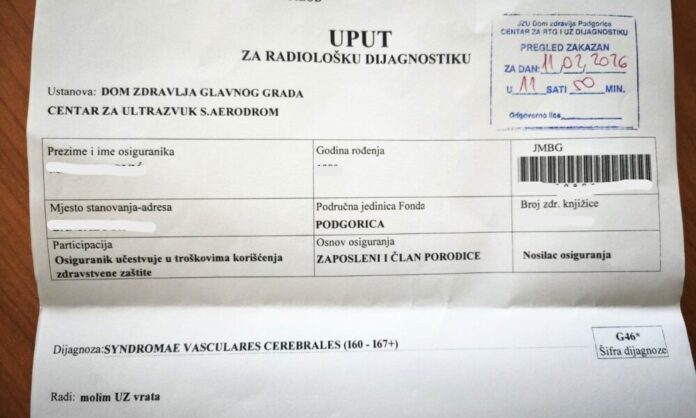 UPUT
ZA RADIOLOŠKU DIJAGNOSTIKU
JZU Dom zdravlja Podgorica
CENTAR ZA RTG I UZ DIJAGNOSTIKU
PREGLED ZAKAZAN
ZA DAN: 11,02,2026
U 11 SATI 50 MIN.
Odgovorno lice
Ustanova: DOM ZDRAVLJA GLAVNOG GRADA
CENTAR ZA ULTRAZVUK S.AERODROM
Prezime i ime osiguranika
Godina rođenja
JMBG
Mjesto stanovanja-adresa
Područna jedinica Fonda
PODGORICA
Broj zdr. knjižice
Participacija
Osiguranik učestvuje u troškovima korišćenja
zdravstvene zaštite
Osnov osiguranja
ZAPOSLENI I ČLAN PORODICE
Nosilac osiguranja
Dijagnoza:SYNDROMAE VASCULARES CEREBRALES (I60 - I67+)
G46*
Šifra dijagnoze
Radi: molim UZ vrata